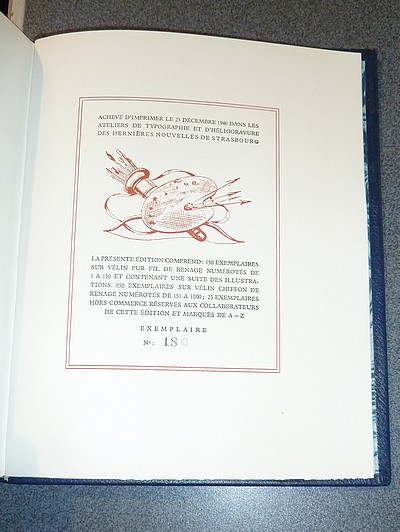 ACHEVÉ D'IMPRIMER LE 23 DÉCEMBRE 1946 DANS LES
ATELIERS DE TYPOGRAPHIE ET D'HÉLIOGRAVURE
DES DERNIÈRES NOUVELLES DE STRASBOURG
LA PRÉSENTE ÉDITION COMPREND : 150 EXEMPLAIRES
SUR VÉLIN PUR FIL DE RENAGE NUMÉROTÉS DE
1 A 150 ET CONTENANT UNE SUITE DES ILLUSTRA-
TIONS. 850 EXEMPLAIRES SUR VÉLIN CHIFFON DE
RENAGE NUMÉROTÉS DE 151 A 1000 ; 25 EXEMPLAIRES
HORS COMMERCE RÉSERVÉS AUX COLLABORATEURS
DE CETTE ÉDITION ET MARQUÉS DE A — Z
EXEMPLAIRE
No : 180